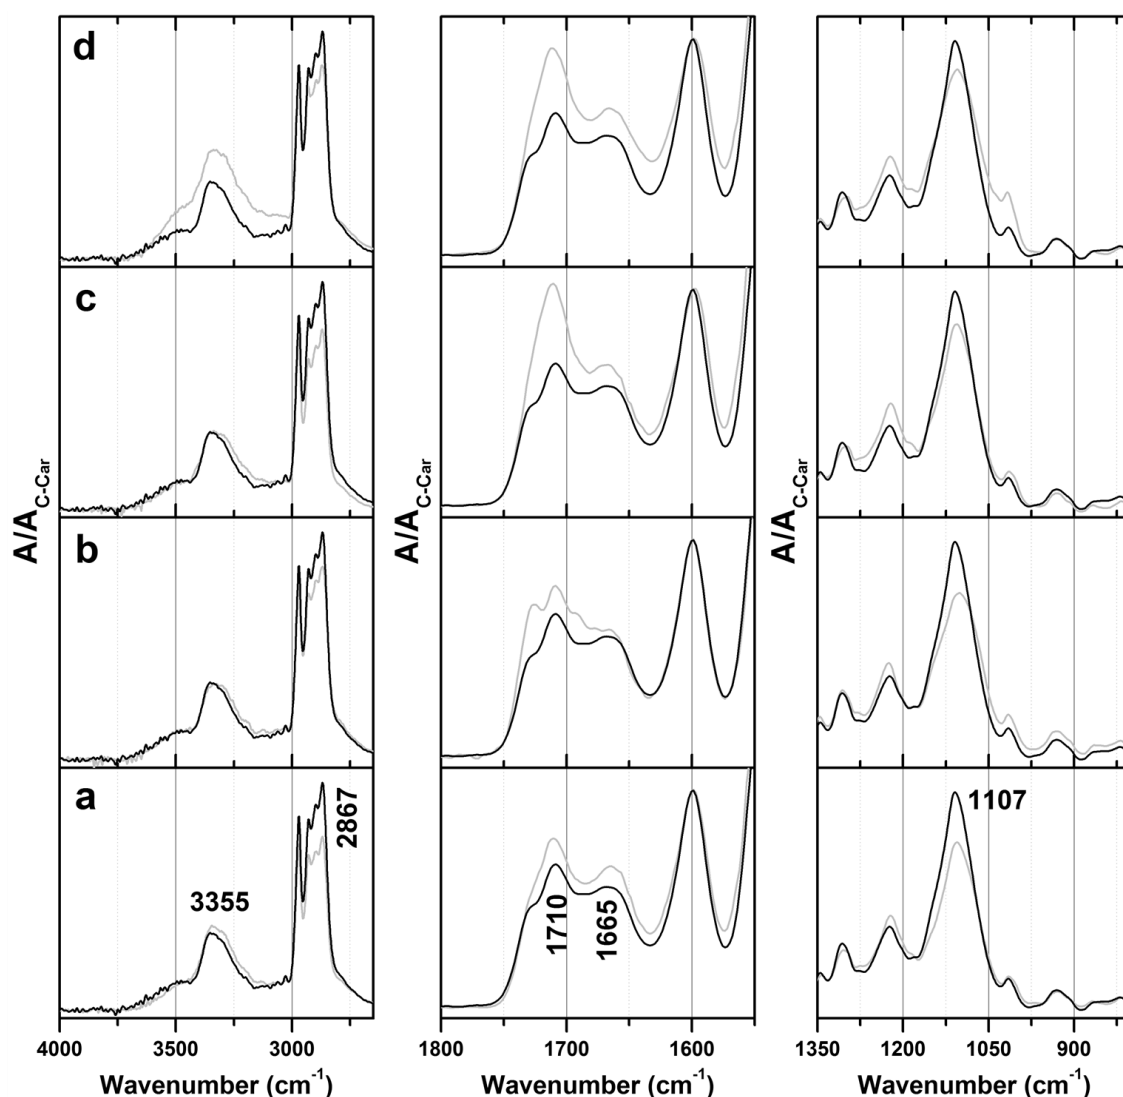 d
c
b
a
A/A_C-Car
A/A_C-Car
A/A_C-Car
3355
2867
1710
1665
1107
4000 3500 3000
1800 1700 1600
1350 1200 1050 900
Wavenumber (cm⁻¹)
Wavenumber (cm⁻¹)
Wavenumber (cm⁻¹)